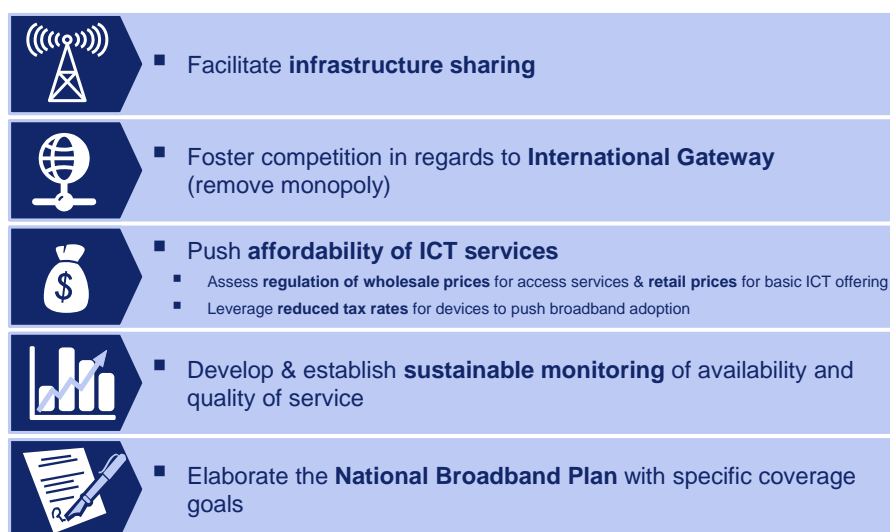 ▪ Facilitate infrastructure sharing
▪ Foster competition in regards to International Gateway
(remove monopoly)
$
▪ Push affordability of ICT services
▪ Assess regulation of wholesale prices for access services & retail prices for basic ICT offering
▪ Leverage reduced tax rates for devices to push broadband adoption
▪ Develop & establish sustainable monitoring of availability and
quality of service
▪ Elaborate the National Broadband Plan with specific coverage
goals